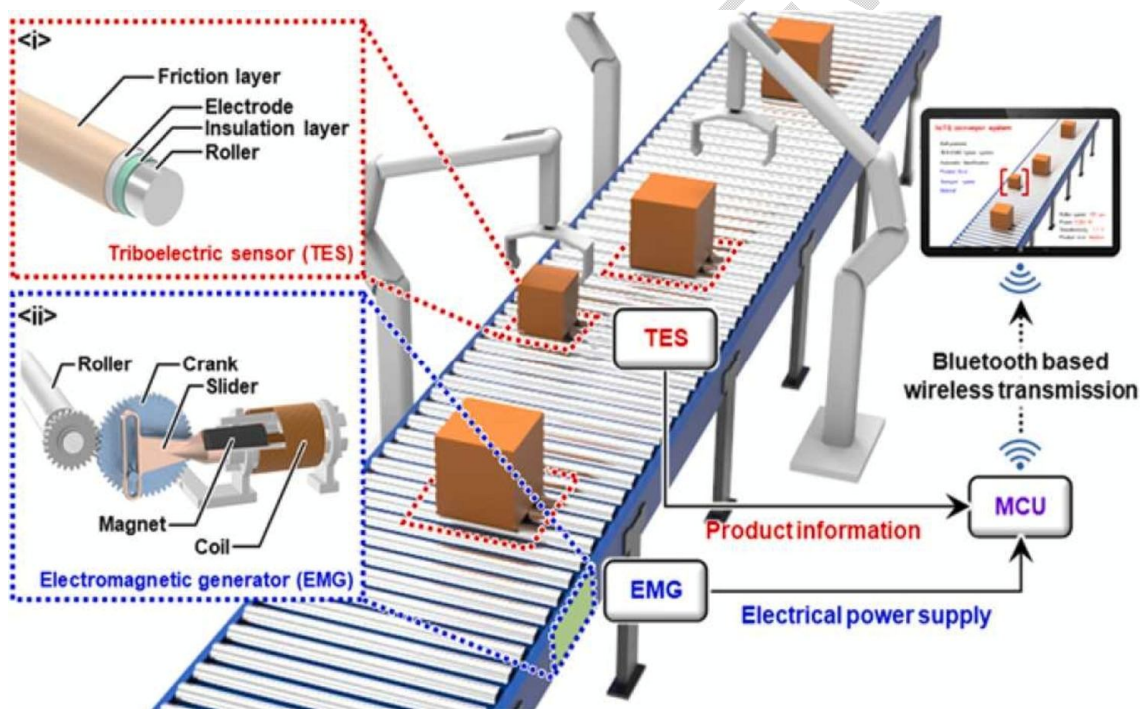 <i>
Friction layer
Electrode
Insulation layer
Roller
Triboelectric sensor (TES)
<ii>
Roller
Crank
Slider
Magnet
Coil
Electromagnetic generator (EMG)
TES
Product information
EMG
Electrical power supply
MCU
Bluetooth based
wireless transmission
conveyor system